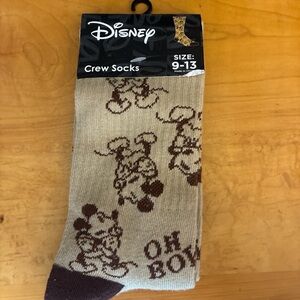 Disney
Crew Socks
SIZE:
9-13
OH
BOY